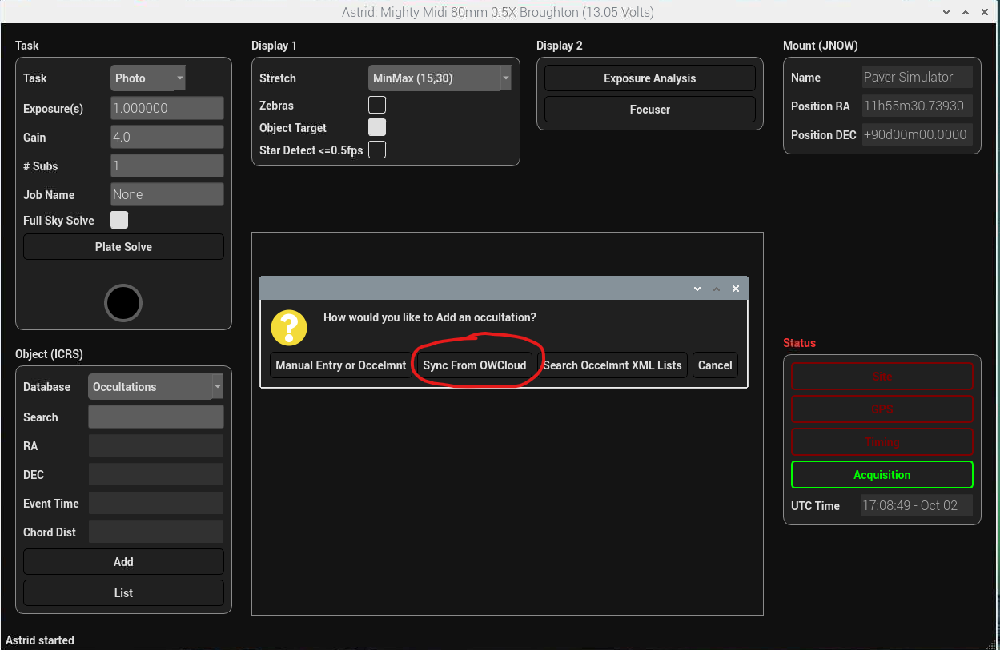 Astrid: Mighty Midi 80mm 0.5X Broughton (13.05 Volts)
Task
Task Photo
Exposure(s) 1.000000
Gain 4.0
# Subs 1
Job Name None
Full Sky Solve
Plate Solve
Object (ICRS)
Database Occultations
Search
RA
DEC
Event Time
Chord Dist
Add
List
Display 1
Stretch MinMax (15,30)
Zebras
Object Target
Star Detect <=0.5fps
Display 2
Exposure Analysis
Focuser
How would you like to Add an occultation?
Manual Entry or Occelmnt Sync From OWCloud Search Occelmnt XML Lists Cancel
Mount (JNOW)
Name Paver Simulator
Position RA 11h55m30.73930
Position DEC +90d00m00.0000
Status
Site
GPS
Timing
Acquisition
UTC Time 17:08:49 - Oct 02
Astrid started